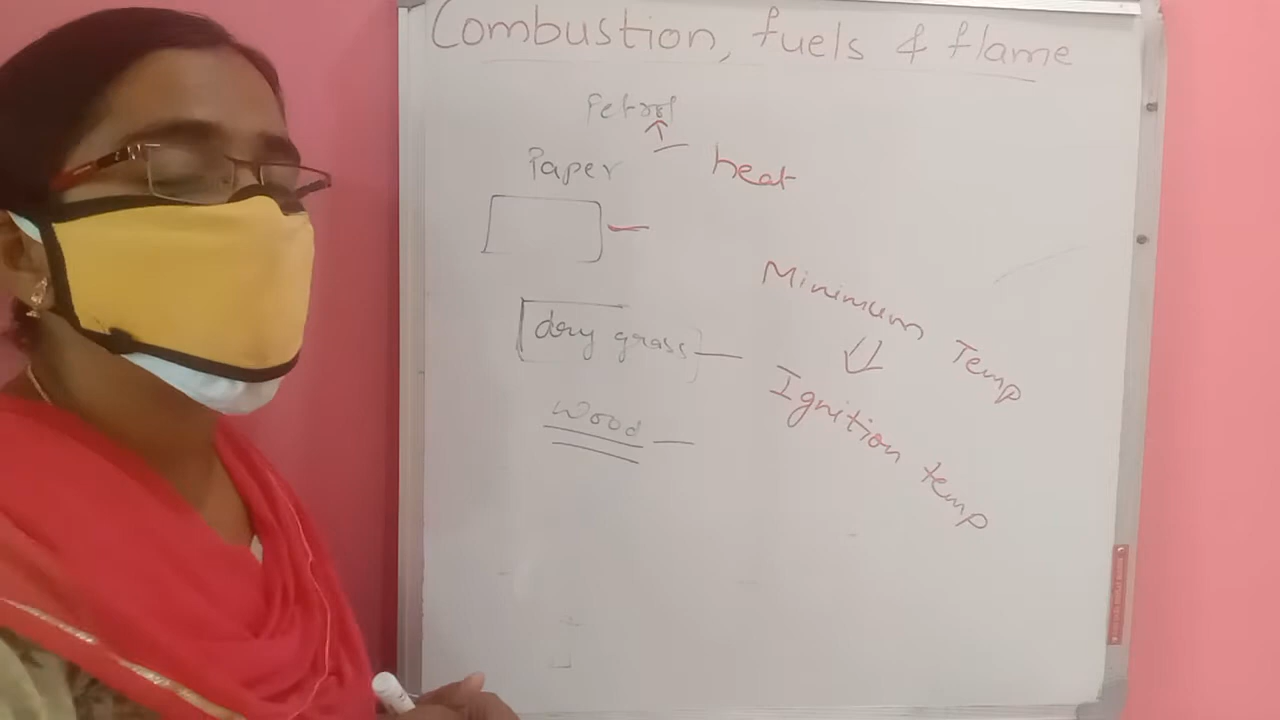 Combustion, fuels & flame
Petrol
Paper
heat
Minimum Temp
dry grass
Ignition temp
Wood